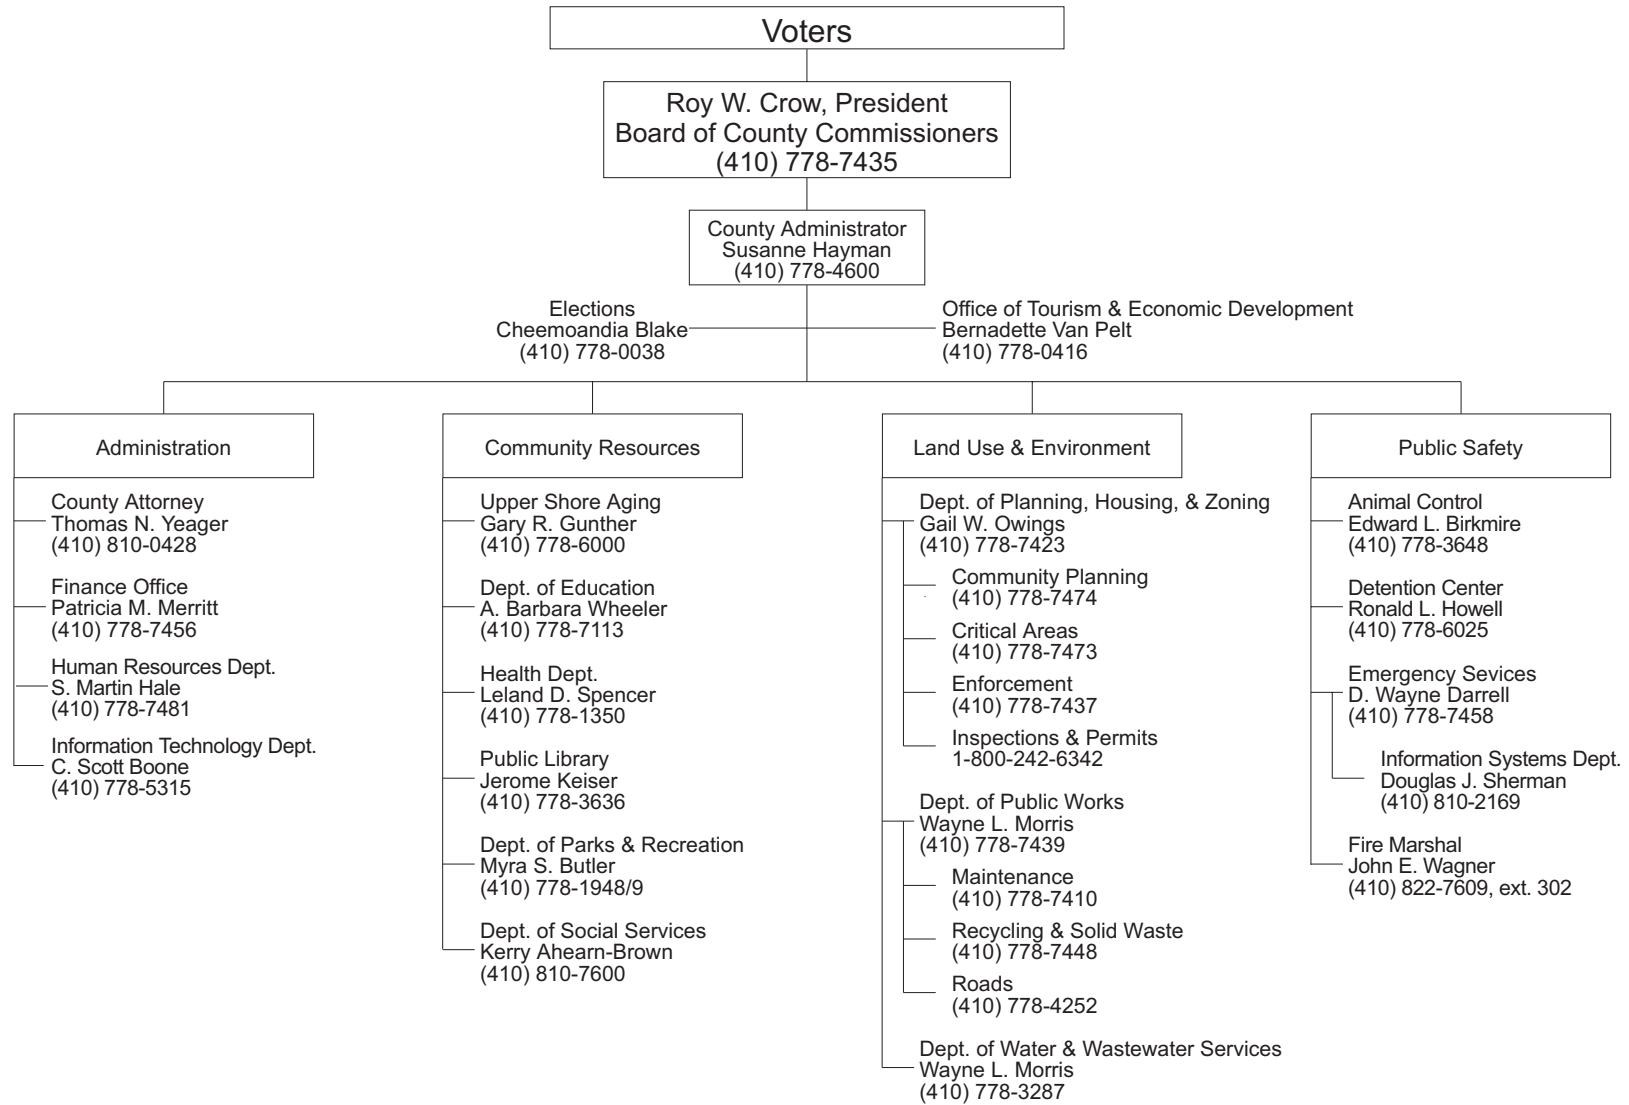 Voters
Roy W. Crow, President
Board of County Commissioners
(410) 778-7435
County Administrator
Susanne Hayman
(410) 778-4600
Elections
Cheemoandia Blake
(410) 778-0038
Office of Tourism & Economic Development
Bernadette Van Pelt
(410) 778-0416
Administration
County Attorney
Thomas N. Yeager
(410) 810-0428
Finance Office
Patricia M. Merritt
(410) 778-7456
Human Resources Dept.
S. Martin Hale
(410) 778-7481
Information Technology Dept.
C. Scott Boone
(410) 778-5315
Community Resources
Upper Shore Aging
Gary R. Gunther
(410) 778-6000
Dept. of Education
A. Barbara Wheeler
(410) 778-7113
Health Dept.
Leland D. Spencer
(410) 778-1350
Public Library
Jerome Keiser
(410) 778-3636
Dept. of Parks & Recreation
Myra S. Butler
(410) 778-1948/9
Dept. of Social Services
Kerry Ahearn-Brown
(410) 810-7600
Land Use & Environment
Dept. of Planning, Housing, & Zoning
Gail W. Owings
(410) 778-7423
Community Planning
(410) 778-7474
Critical Areas
(410) 778-7473
Enforcement
(410) 778-7437
Inspections & Permits
1-800-242-6342
Dept. of Public Works
Wayne L. Morris
(410) 778-7439
Maintenance
(410) 778-7410
Recycling & Solid Waste
(410) 778-7448
Roads
(410) 778-4252
Dept. of Water & Wastewater Services
Wayne L. Morris
(410) 778-3287
Public Safety
Animal Control
Edward L. Birkmire
(410) 778-3648
Detention Center
Ronald L. Howell
(410) 778-6025
Emergency Sevices
D. Wayne Darrell
(410) 778-7458
Information Systems Dept.
Douglas J. Sherman
(410) 810-2169
Fire Marshal
John E. Wagner
(410) 822-7609, ext. 302